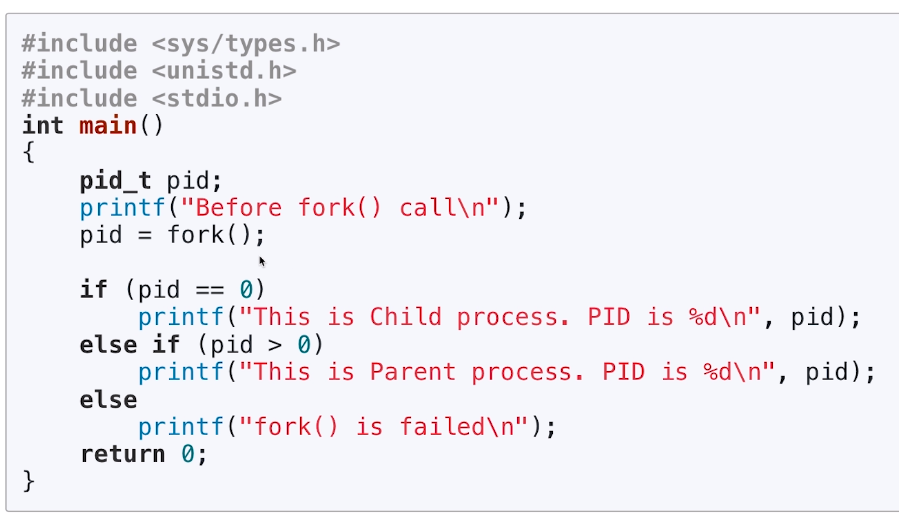 #include <sys/types.h>
#include <unistd.h>
#include <stdio.h>
int main()
{
    pid_t pid;
    printf("Before fork() call\n");
    pid = fork();

    if (pid == 0)
        printf("This is Child process. PID is %d\n", pid);
    else if (pid > 0)
        printf("This is Parent process. PID is %d\n", pid);
    else
        printf("fork() is failed\n");
    return 0;
}